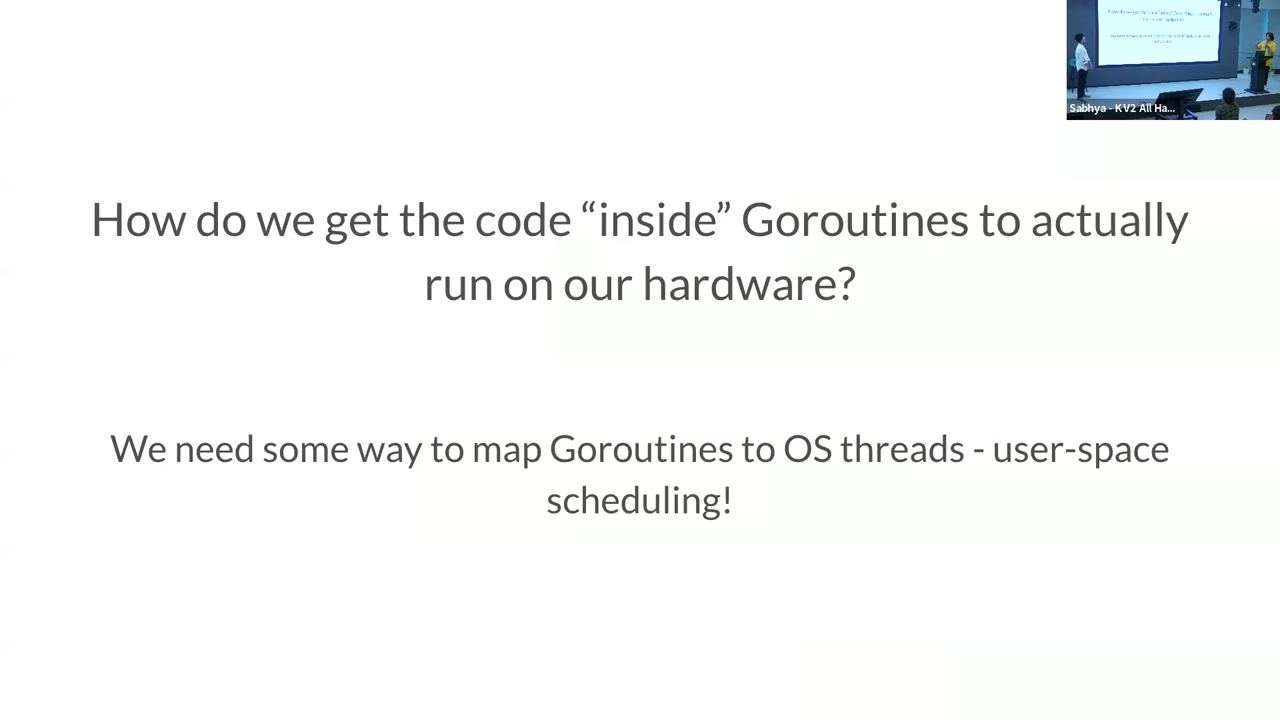 Sabhya - KV2 All Ha...
How do we get the code “inside” Goroutines to actually
run on our hardware?
We need some way to map Goroutines to OS threads - user-space
scheduling!